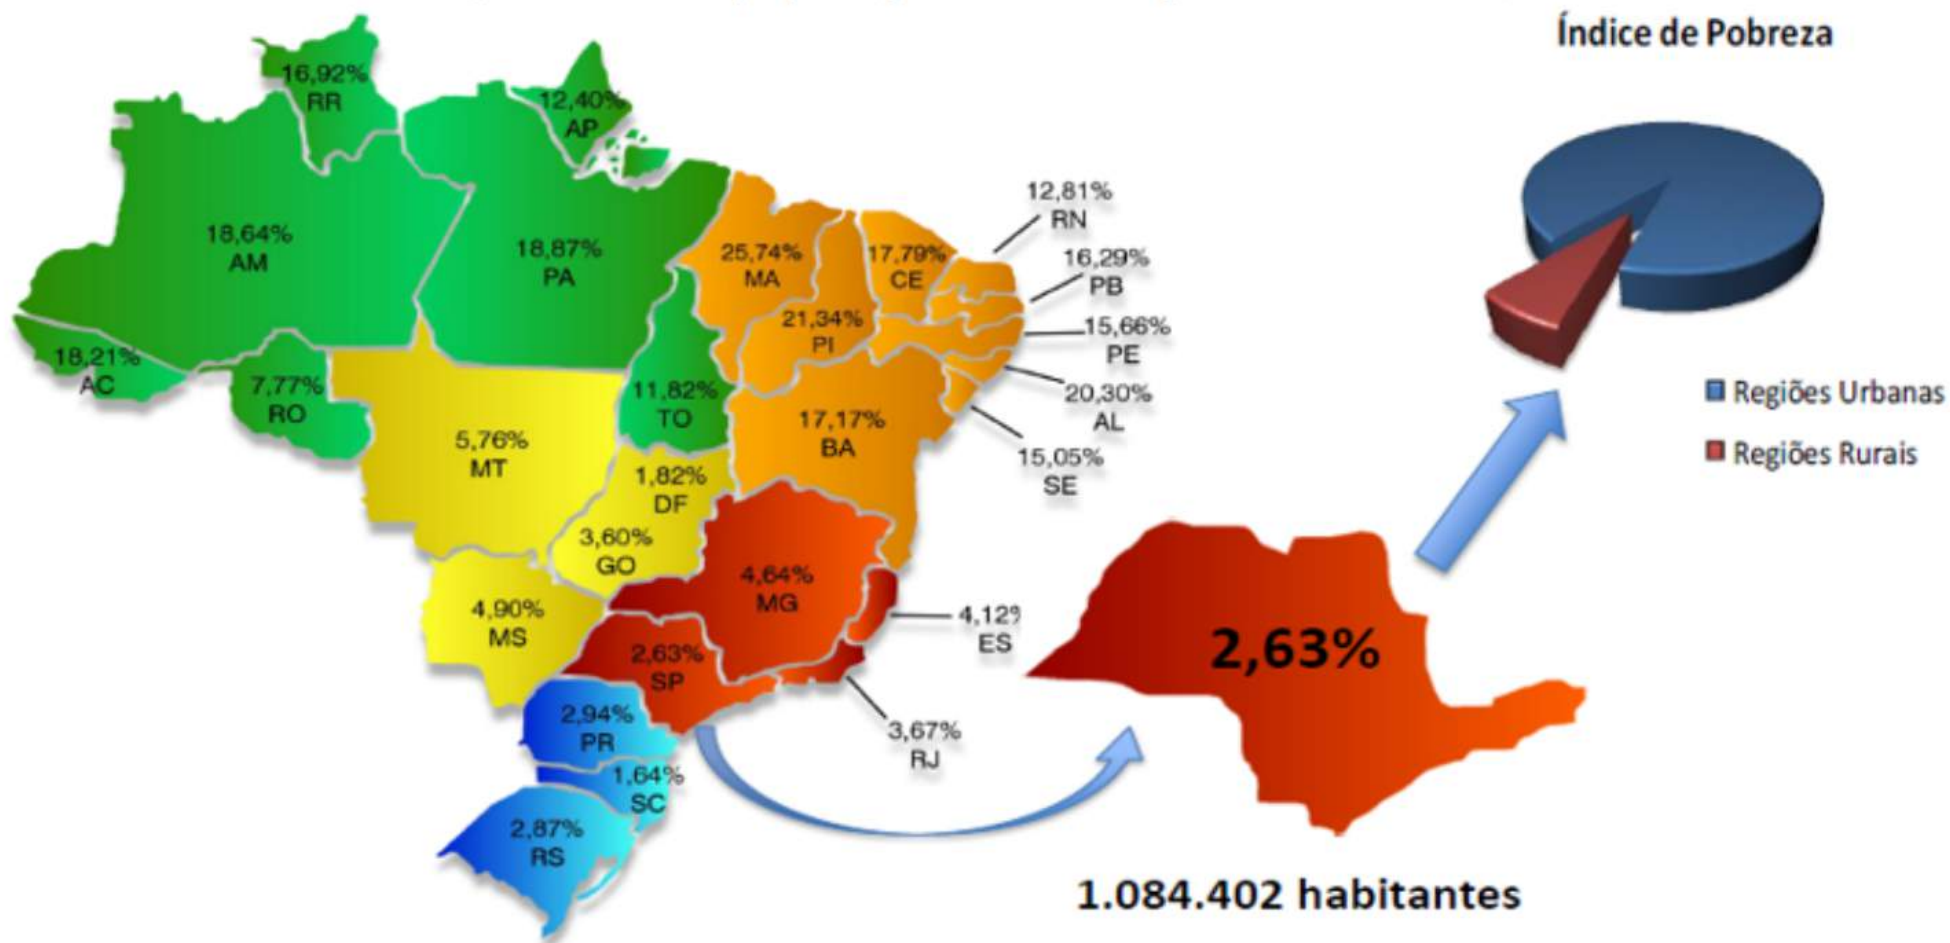 Índice de Pobreza
16,92%
RR
12,40%
AP
12,81%
RN
18,64%
AM
18,87%
PA
25,74%
MA
17,79%
CE
16,29%
PB
21,34%
PI
15,66%
PE
18,21%
AC
7,77%
RO
11,82%
TO
20,30%
AL
Regiões Urbanas
5,76%
MT
17,17%
BA
15,05%
SE
Regiões Rurais
1,82%
DF
3,60%
GO
4,90%
MS
4,64%
MG
4,12%
ES
2,63%
SP
2,63%
2,94%
PR
3,67%
RJ
1,64%
SC
2,87%
RS
1.084.402 habitantes